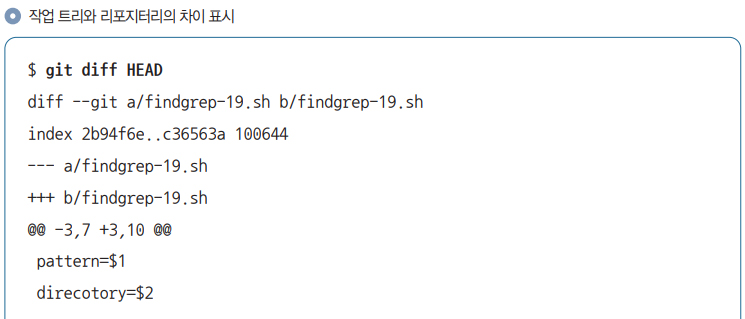 작업 트리와 리포지터리의 차이 표시
$ git diff HEAD
diff --git a/findgrep-19.sh b/findgrep-19.sh
index 2b94f6e..c36563a 100644
--- a/findgrep-19.sh
+++ b/findgrep-19.sh
@@ -3,7 +3,10 @@
 pattern=$1
 direcotory=$2